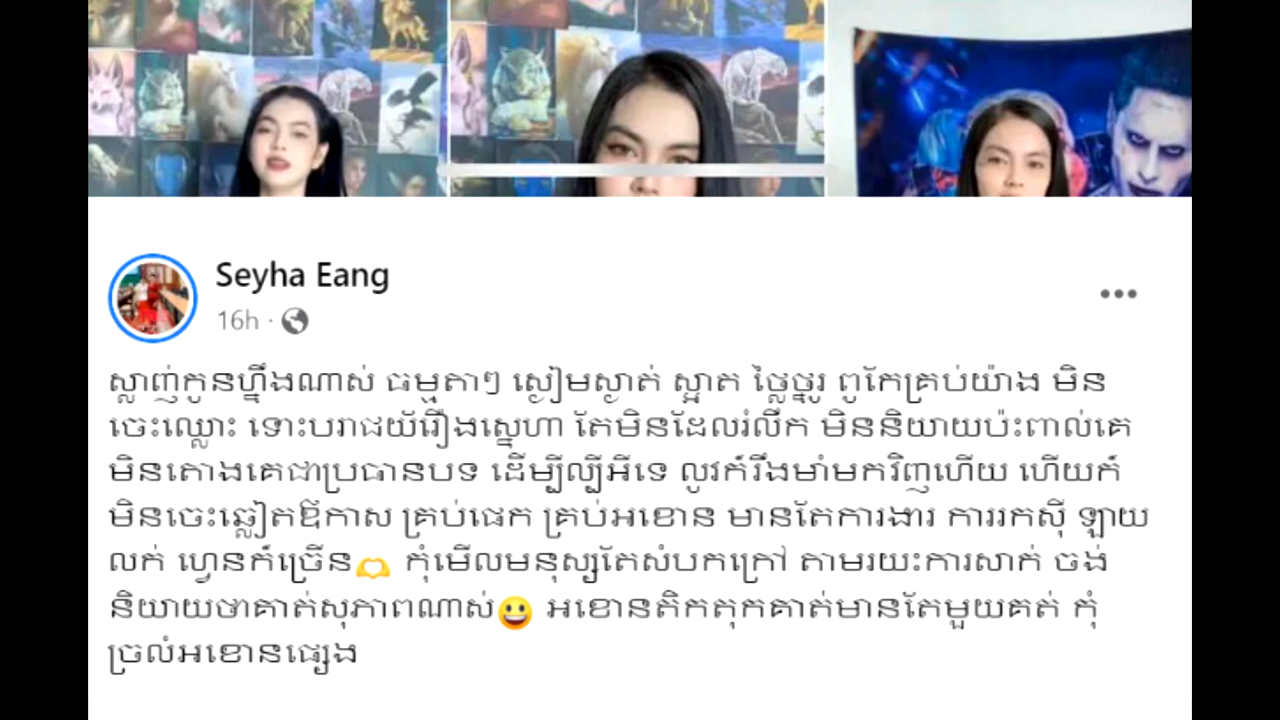 Seyha Eang
16h ·
ស្លាញ់កូនហ្នឹងណាស់ ធម្មតាៗ ស្ងៀមស្ងាត់ ស្អាត ថ្លៃថ្នូរ ពូកែគ្រប់យ៉ាង មិន
ចេះឈ្លោះ ទោះបរាជយ័រឿងស្នេហា តែមិនដែលរំលឹក មិននិយាយប៉ះពាល់គេ
មិនតោងគេជាប្រធានបទ ដើម្បីល្បីអីទេ លូវក៍រឹងមាំមកវិញហើយ ហើយក៍
មិនចេះឆ្លៀតឳកាស គ្រប់ផេក គ្រប់អខោន មានតែការងារ ការរកស៊ី ឡាយ
លក់ ហ្វេនក៍ច្រើន🫶 កុំមើលមនុស្សតែសំបកក្រៅ តាមរយះការសាក់ ចង់
និយាយថាគាត់សុភាពណាស់😀 អខោនតិកតុកគាត់មានតែមួយគត់ កុំ
ច្រលំអខោនផ្សេង